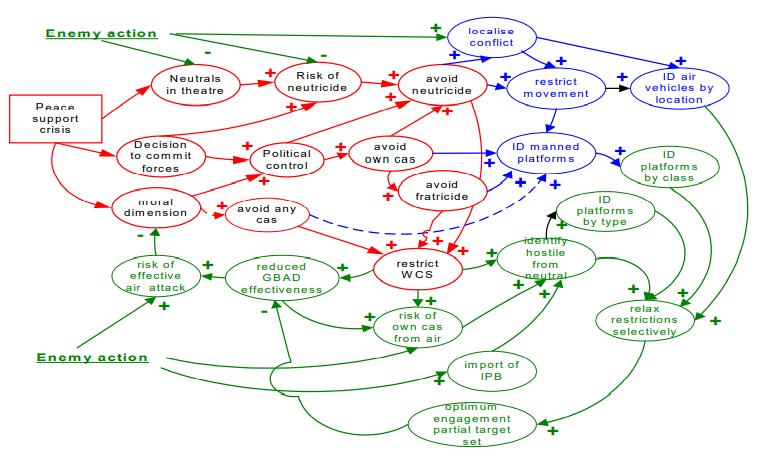 Enemy action
localise
conflict
Neutrals
in theatre
Risk of
neutricide
avoid
neutricide
restrict
movement
ID air
vehicles by
location
Peace
support
crisis
Decision
to commit
forces
Political
control
avoid
own cas
ID manned
platforms
ID
platforms
by class
moral
dimension
avoid any
cas
avoid
fratricide
ID
platforms
by type
risk of
effective
air attack
reduced
GBAD
effectiveness
restrict
WCS
identify
hostile
from
neutral
risk of
own cas
from air
relax
restrictions
selectively
Enemy action
import of
IPB
optimum
engagement
partial target
set